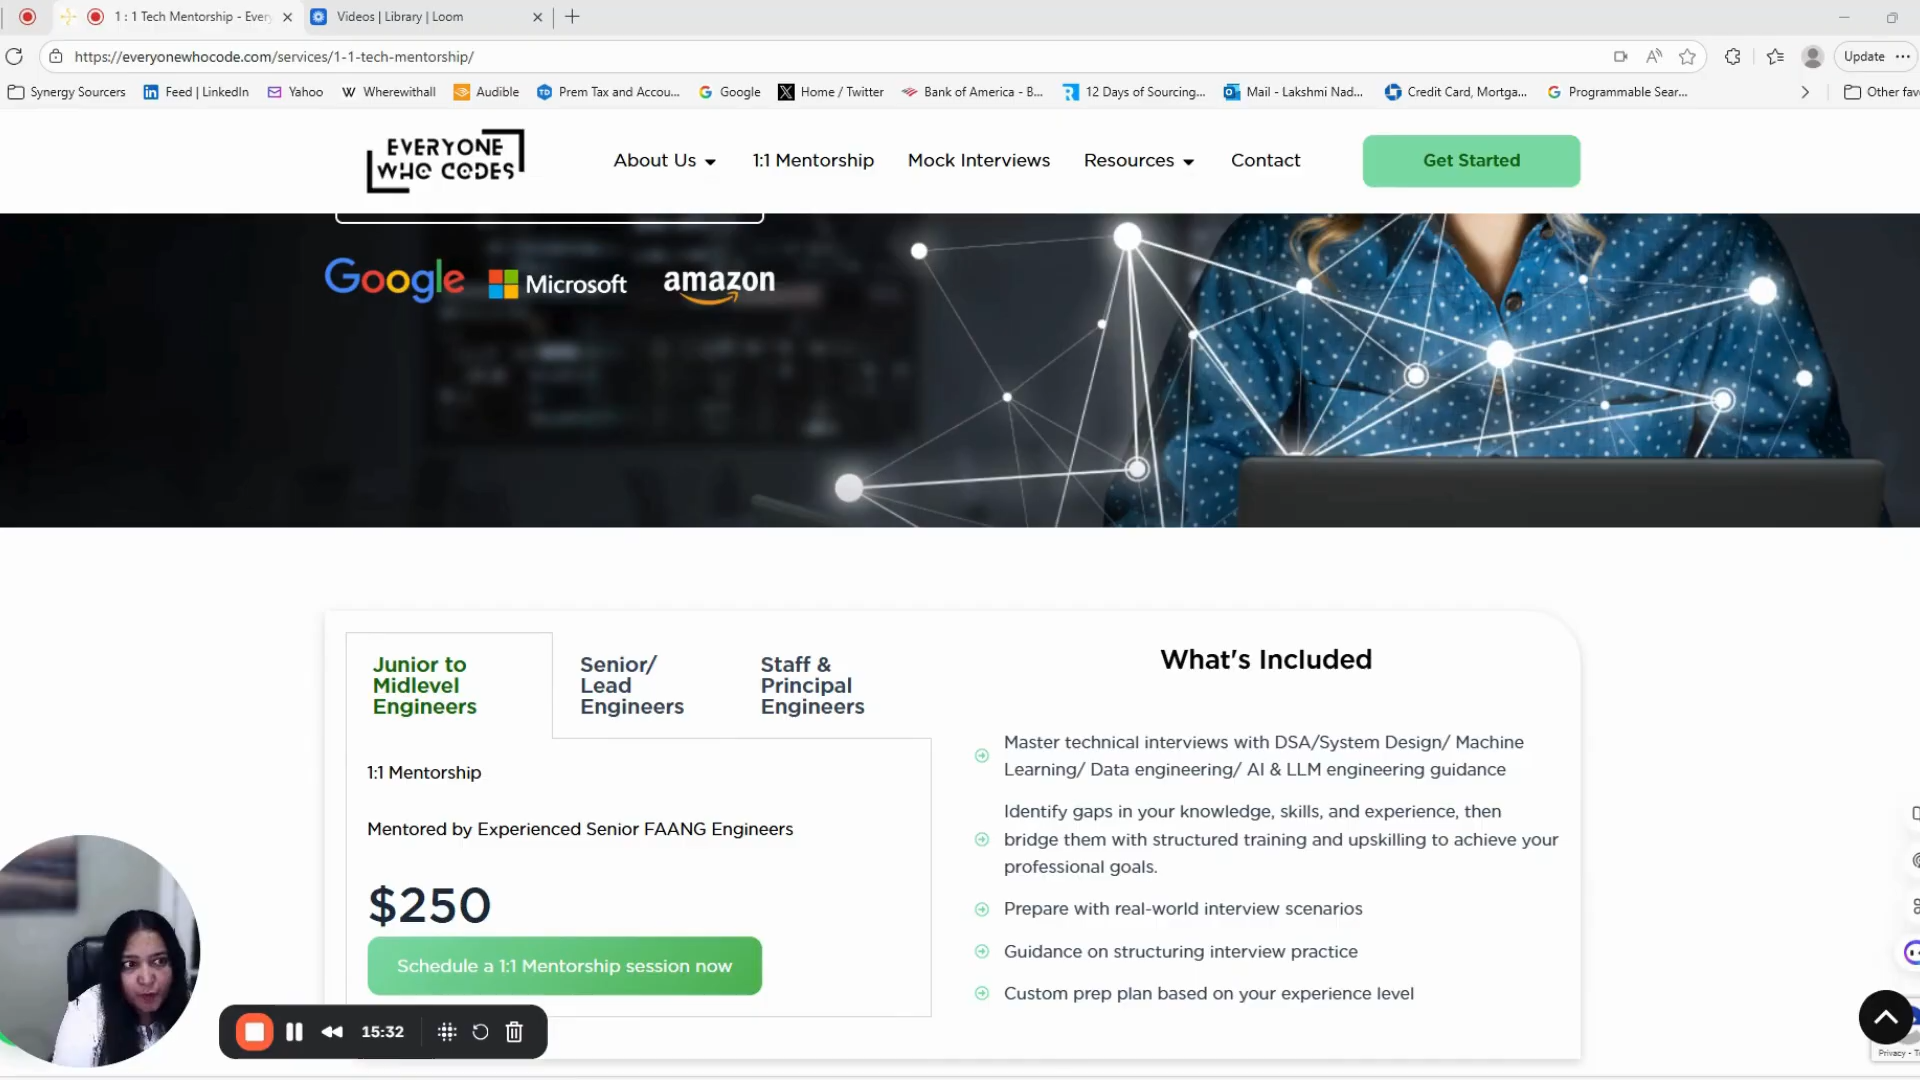 1 : 1 Tech Mentorship - Every
Videos | Library | Loom
https://everyonewhocode.com/services/1-1-tech-mentorship/
Update
Synergy Sourcers
Feed | LinkedIn
Yahoo
Wherewithall
Audible
Prem Tax and Accou...
Google
Home / Twitter
Bank of America - B...
12 Days of Sourcing...
Mail - Lakshmi Nad...
Credit Card, Mortga...
Programmable Sear...
Other fav
EVERYONE
WHO CODES
About Us
1:1 Mentorship
Mock Interviews
Resources
Contact
Get Started
Google
Microsoft
amazon
Junior to
Midlevel
Engineers
Senior/
Lead
Engineers
Staff &
Principal
Engineers
1:1 Mentorship
Mentored by Experienced Senior FAANG Engineers
$250
Schedule a 1:1 Mentorship session now
What's Included
Master technical interviews with DSA/System Design/ Machine
Learning/ Data engineering/ AI & LLM engineering guidance
Identify gaps in your knowledge, skills, and experience, then
bridge them with structured training and upskilling to achieve your
professional goals.
Prepare with real-world interview scenarios
Guidance on structuring interview practice
Custom prep plan based on your experience level
15:32
Privacy - T